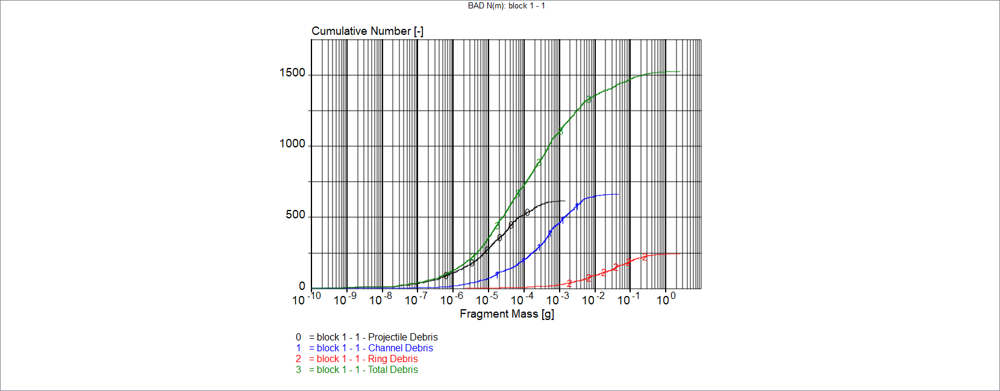 BAD N(m): block 1 - 1
Cumulative Number [-]
1500
1000
500
0
10^-10 10^-9 10^-8 10^-7 10^-6 10^-5 10^-4 10^-3 10^-2 10^-1 10^0
Fragment Mass [g]
0 = block 1 - 1 - Projectile Debris
1 = block 1 - 1 - Channel Debris
2 = block 1 - 1 - Ring Debris
3 = block 1 - 1 - Total Debris